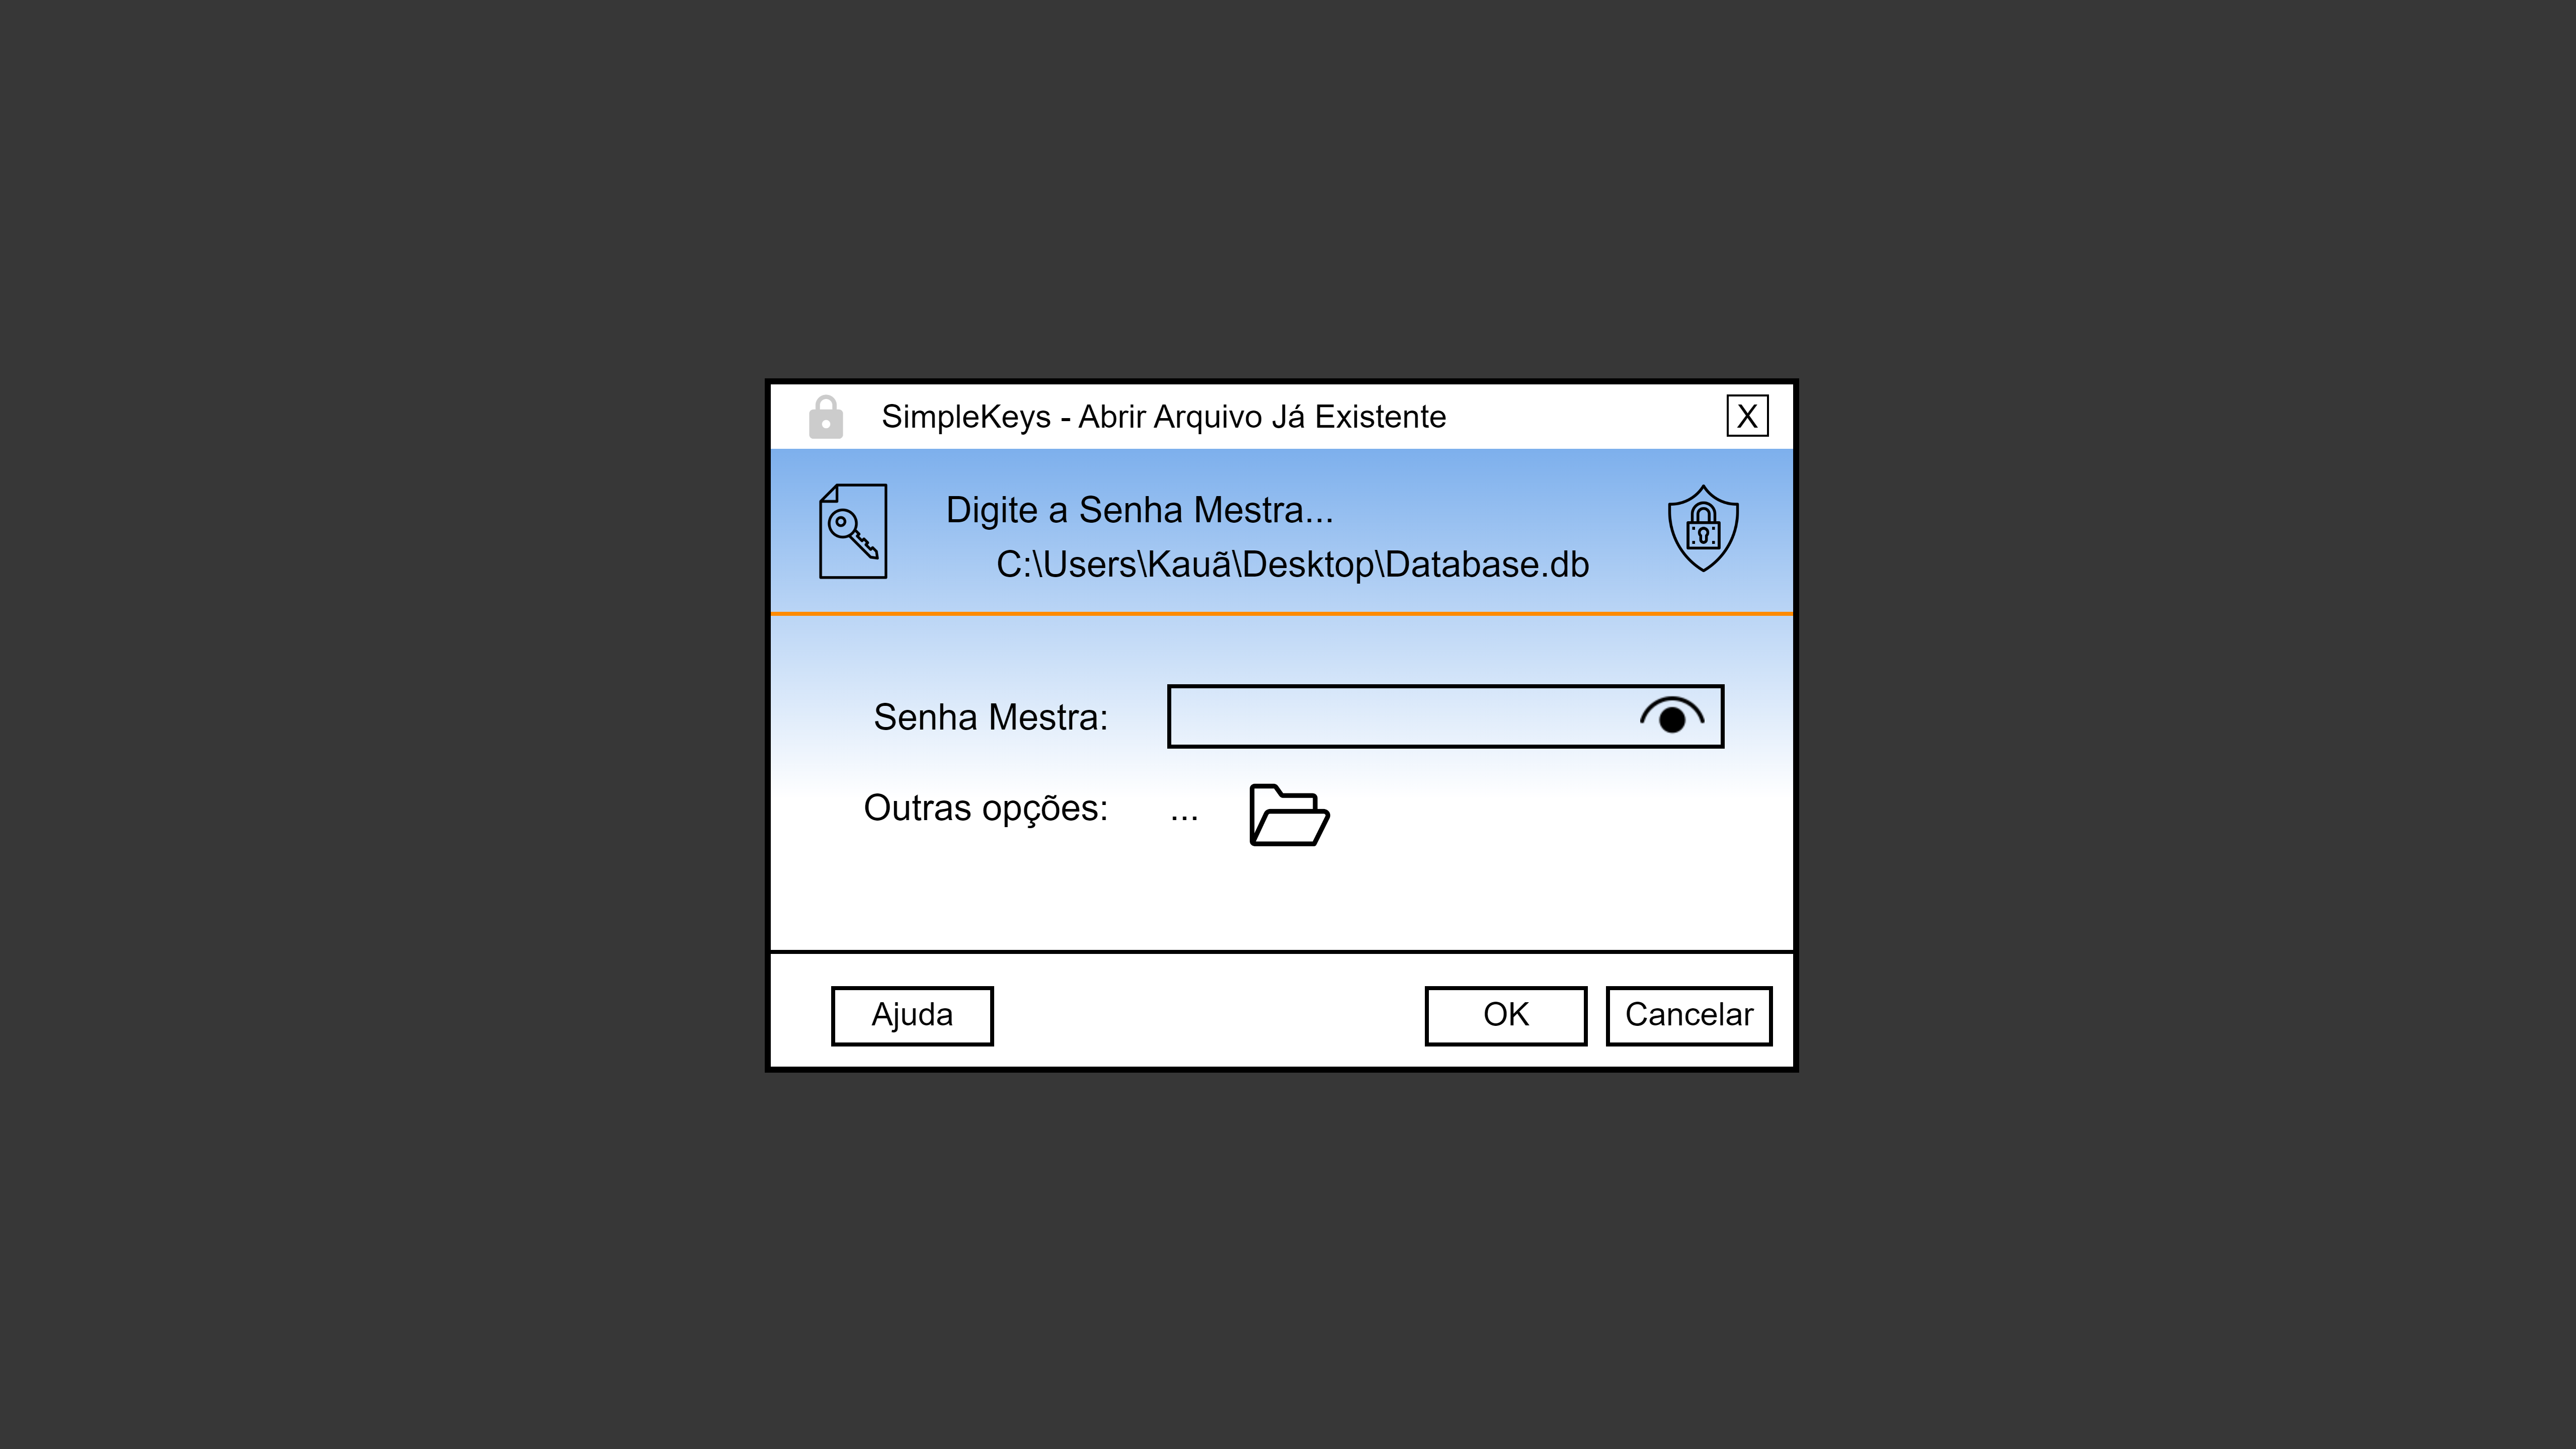 SimpleKeys - Abrir Arquivo Já Existente
X
Digite a Senha Mestra...
C:\Users\Kauã\Desktop\Database.db
Senha Mestra:
Outras opções: ...
Ajuda
OK
Cancelar